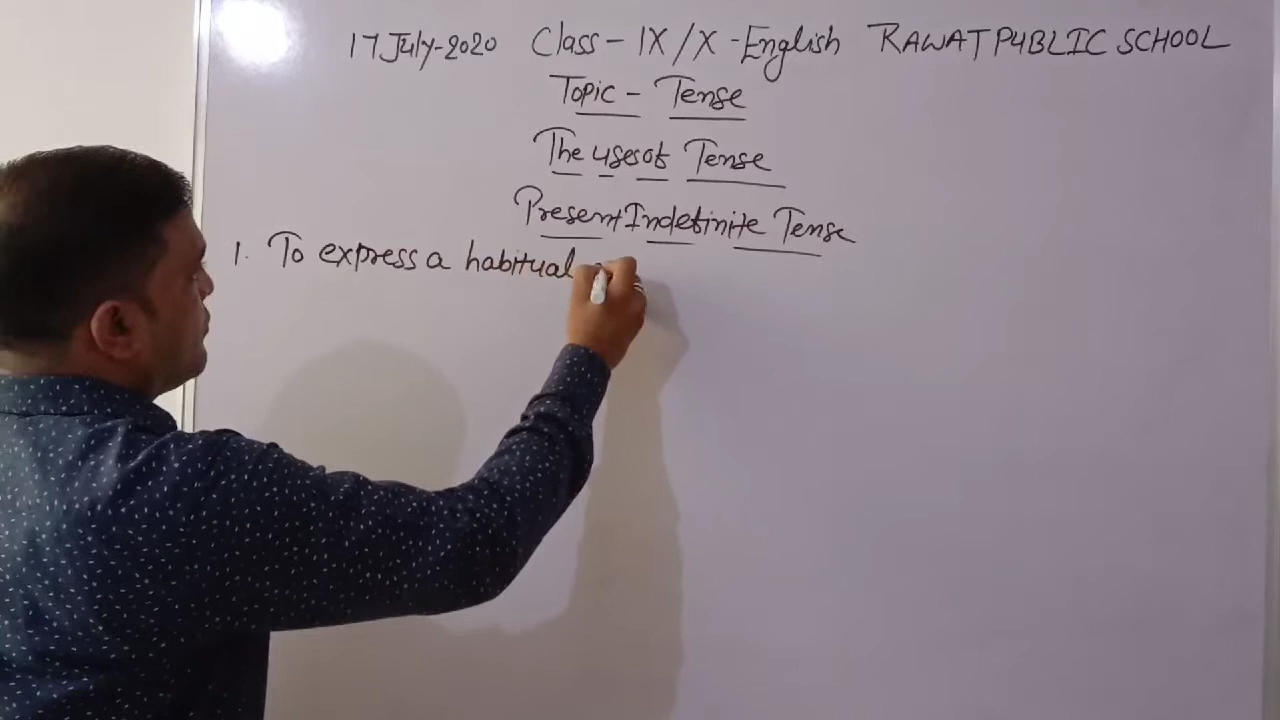 17 July-2020 Class - IX/X - English RAWAT PUBLIC SCHOOL
Topic - Tense
The uses of Tense
Present Indefinite Tense
1. To express a habitual